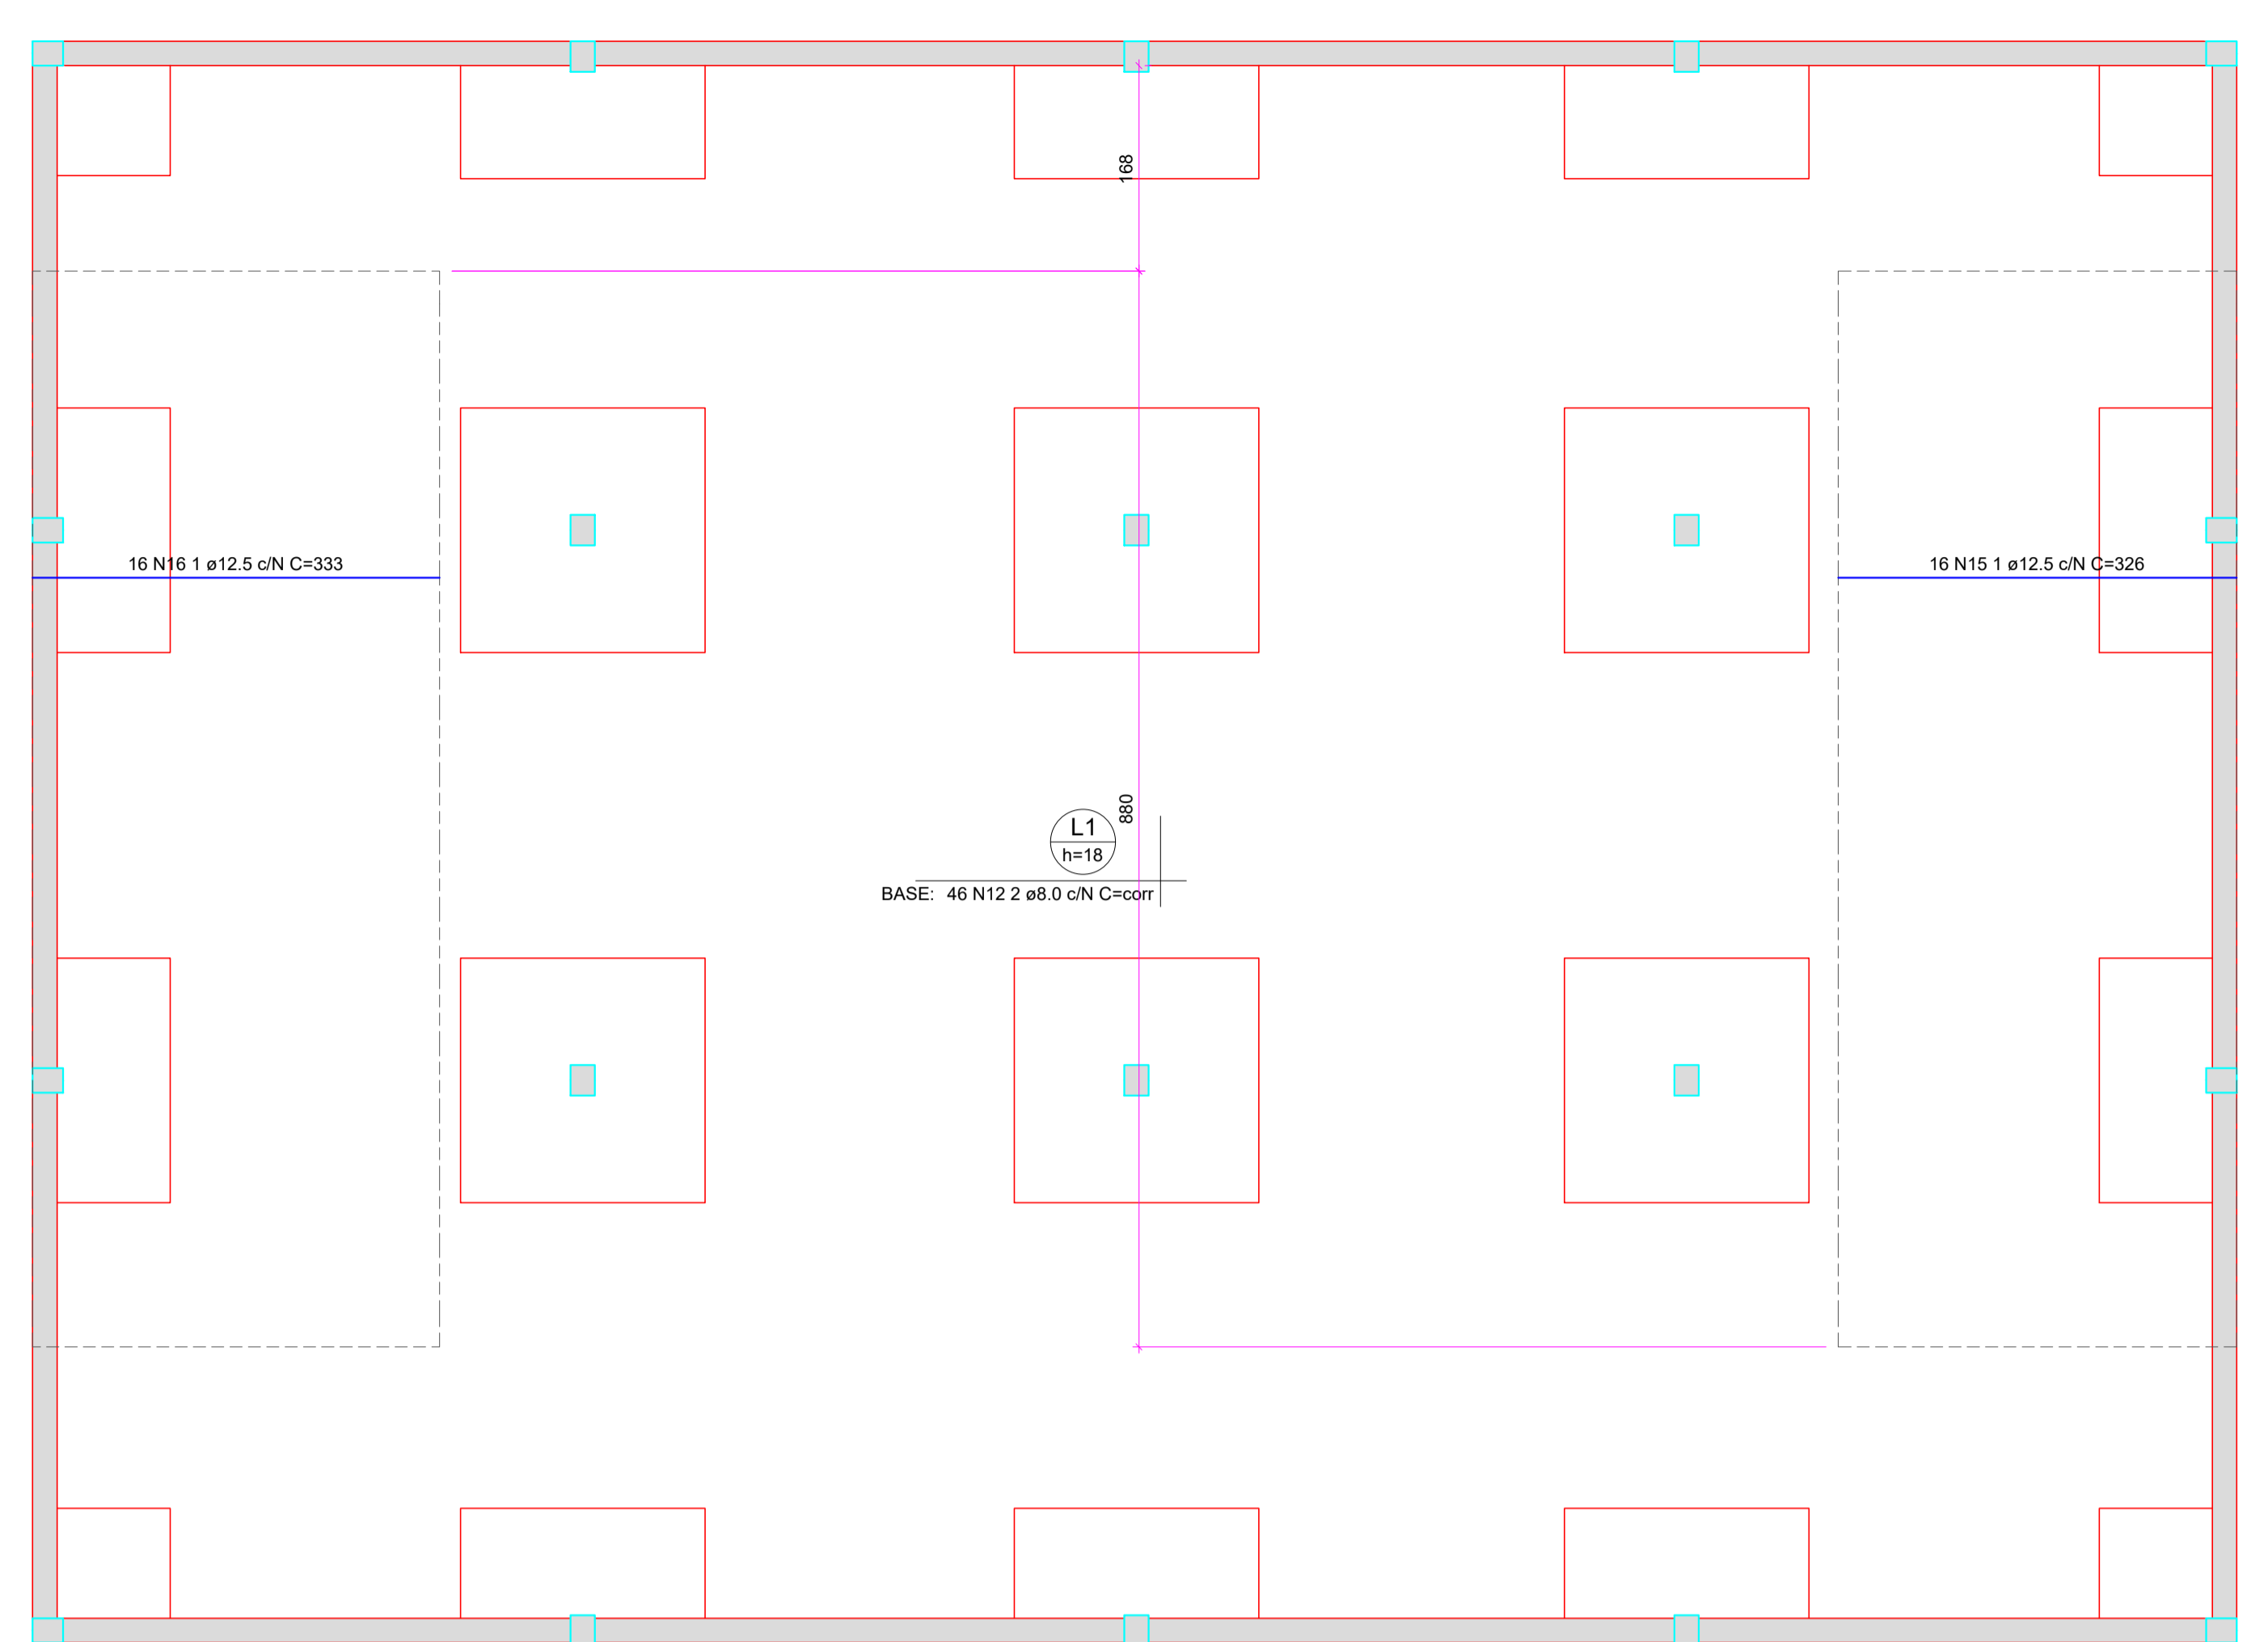 168
16 N16 1 ø12.5 c/N C=333
16 N15 1 ø12.5 c/N C=326
880
L1
h=18
BASE: 46 N12 2 ø8.0 c/N C=corr